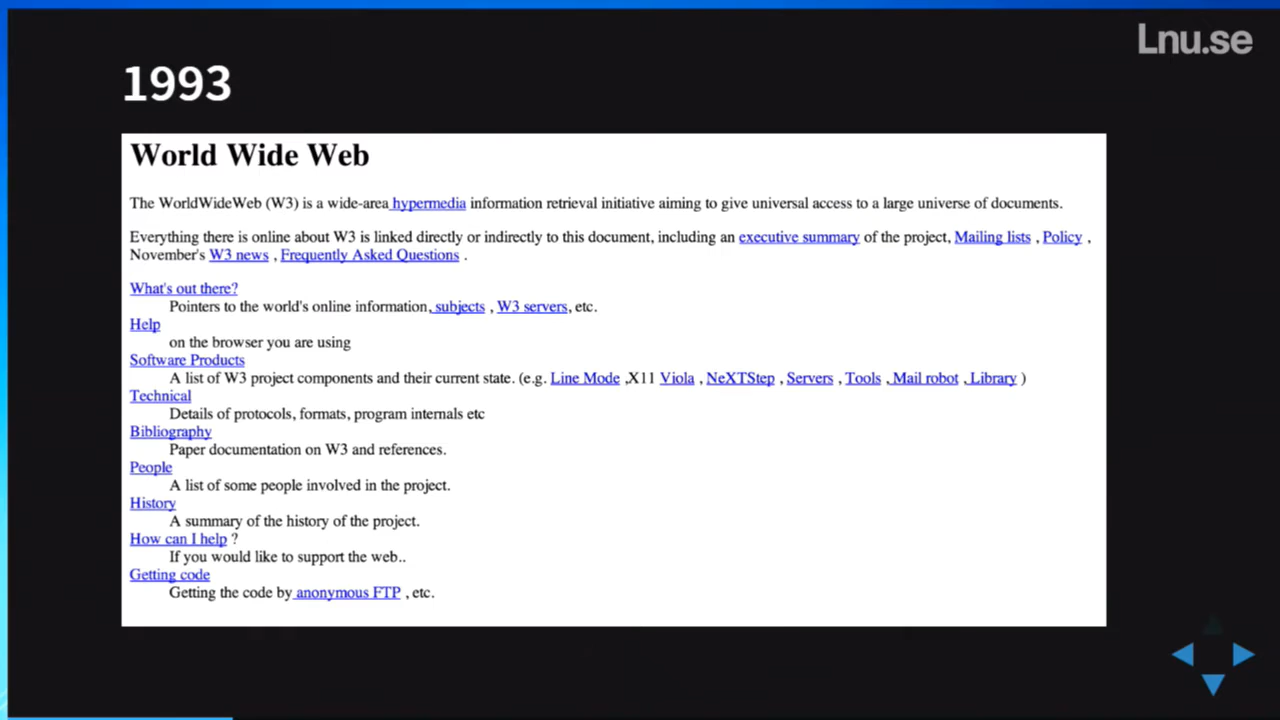 Lnu.se
1993
World Wide Web
The WorldWideWeb (W3) is a wide-area hypermedia information retrieval initiative aiming to give universal access to a large universe of documents.
Everything there is online about W3 is linked directly or indirectly to this document, including an executive summary of the project, Mailing lists , Policy ,
November's W3 news , Frequently Asked Questions .
What's out there?
Pointers to the world's online information, subjects , W3 servers, etc.
Help
on the browser you are using
Software Products
A list of W3 project components and their current state. (e.g. Line Mode ,X11 Viola , NeXTStep , Servers , Tools , Mail robot , Library )
Technical
Details of protocols, formats, program internals etc
Bibliography
Paper documentation on W3 and references.
People
A list of some people involved in the project.
History
A summary of the history of the project.
How can I help ?
If you would like to support the web..
Getting code
Getting the code by anonymous FTP , etc.